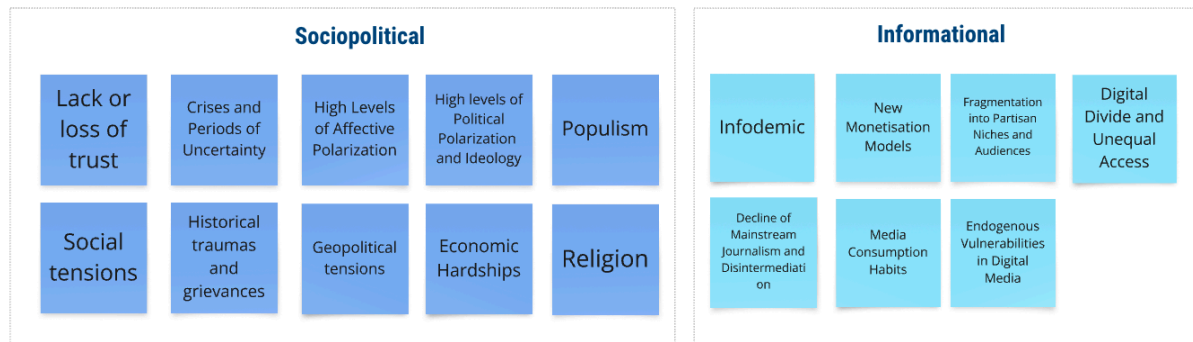 Sociopolitical
Lack or
loss of
trust
Crises and
Periods of
Uncertainty
High Levels
of Affective
Polarization
High levels of
Political
Polarization
and Ideology
Populism
Social
tensions
Historical
traumas
and
grievances
Geopolitical
tensions
Economic
Hardships
Religion
Informational
Infodemic
New
Monetisation
Models
Fragmentation
into Partisan
Niches and
Audiences
Digital
Divide and
Unequal
Access
Decline of
Mainstream
Journalism and
Disintermediati
on
Media
Consumption
Habits
Endogenous
Vulnerabilities
in Digital
Media